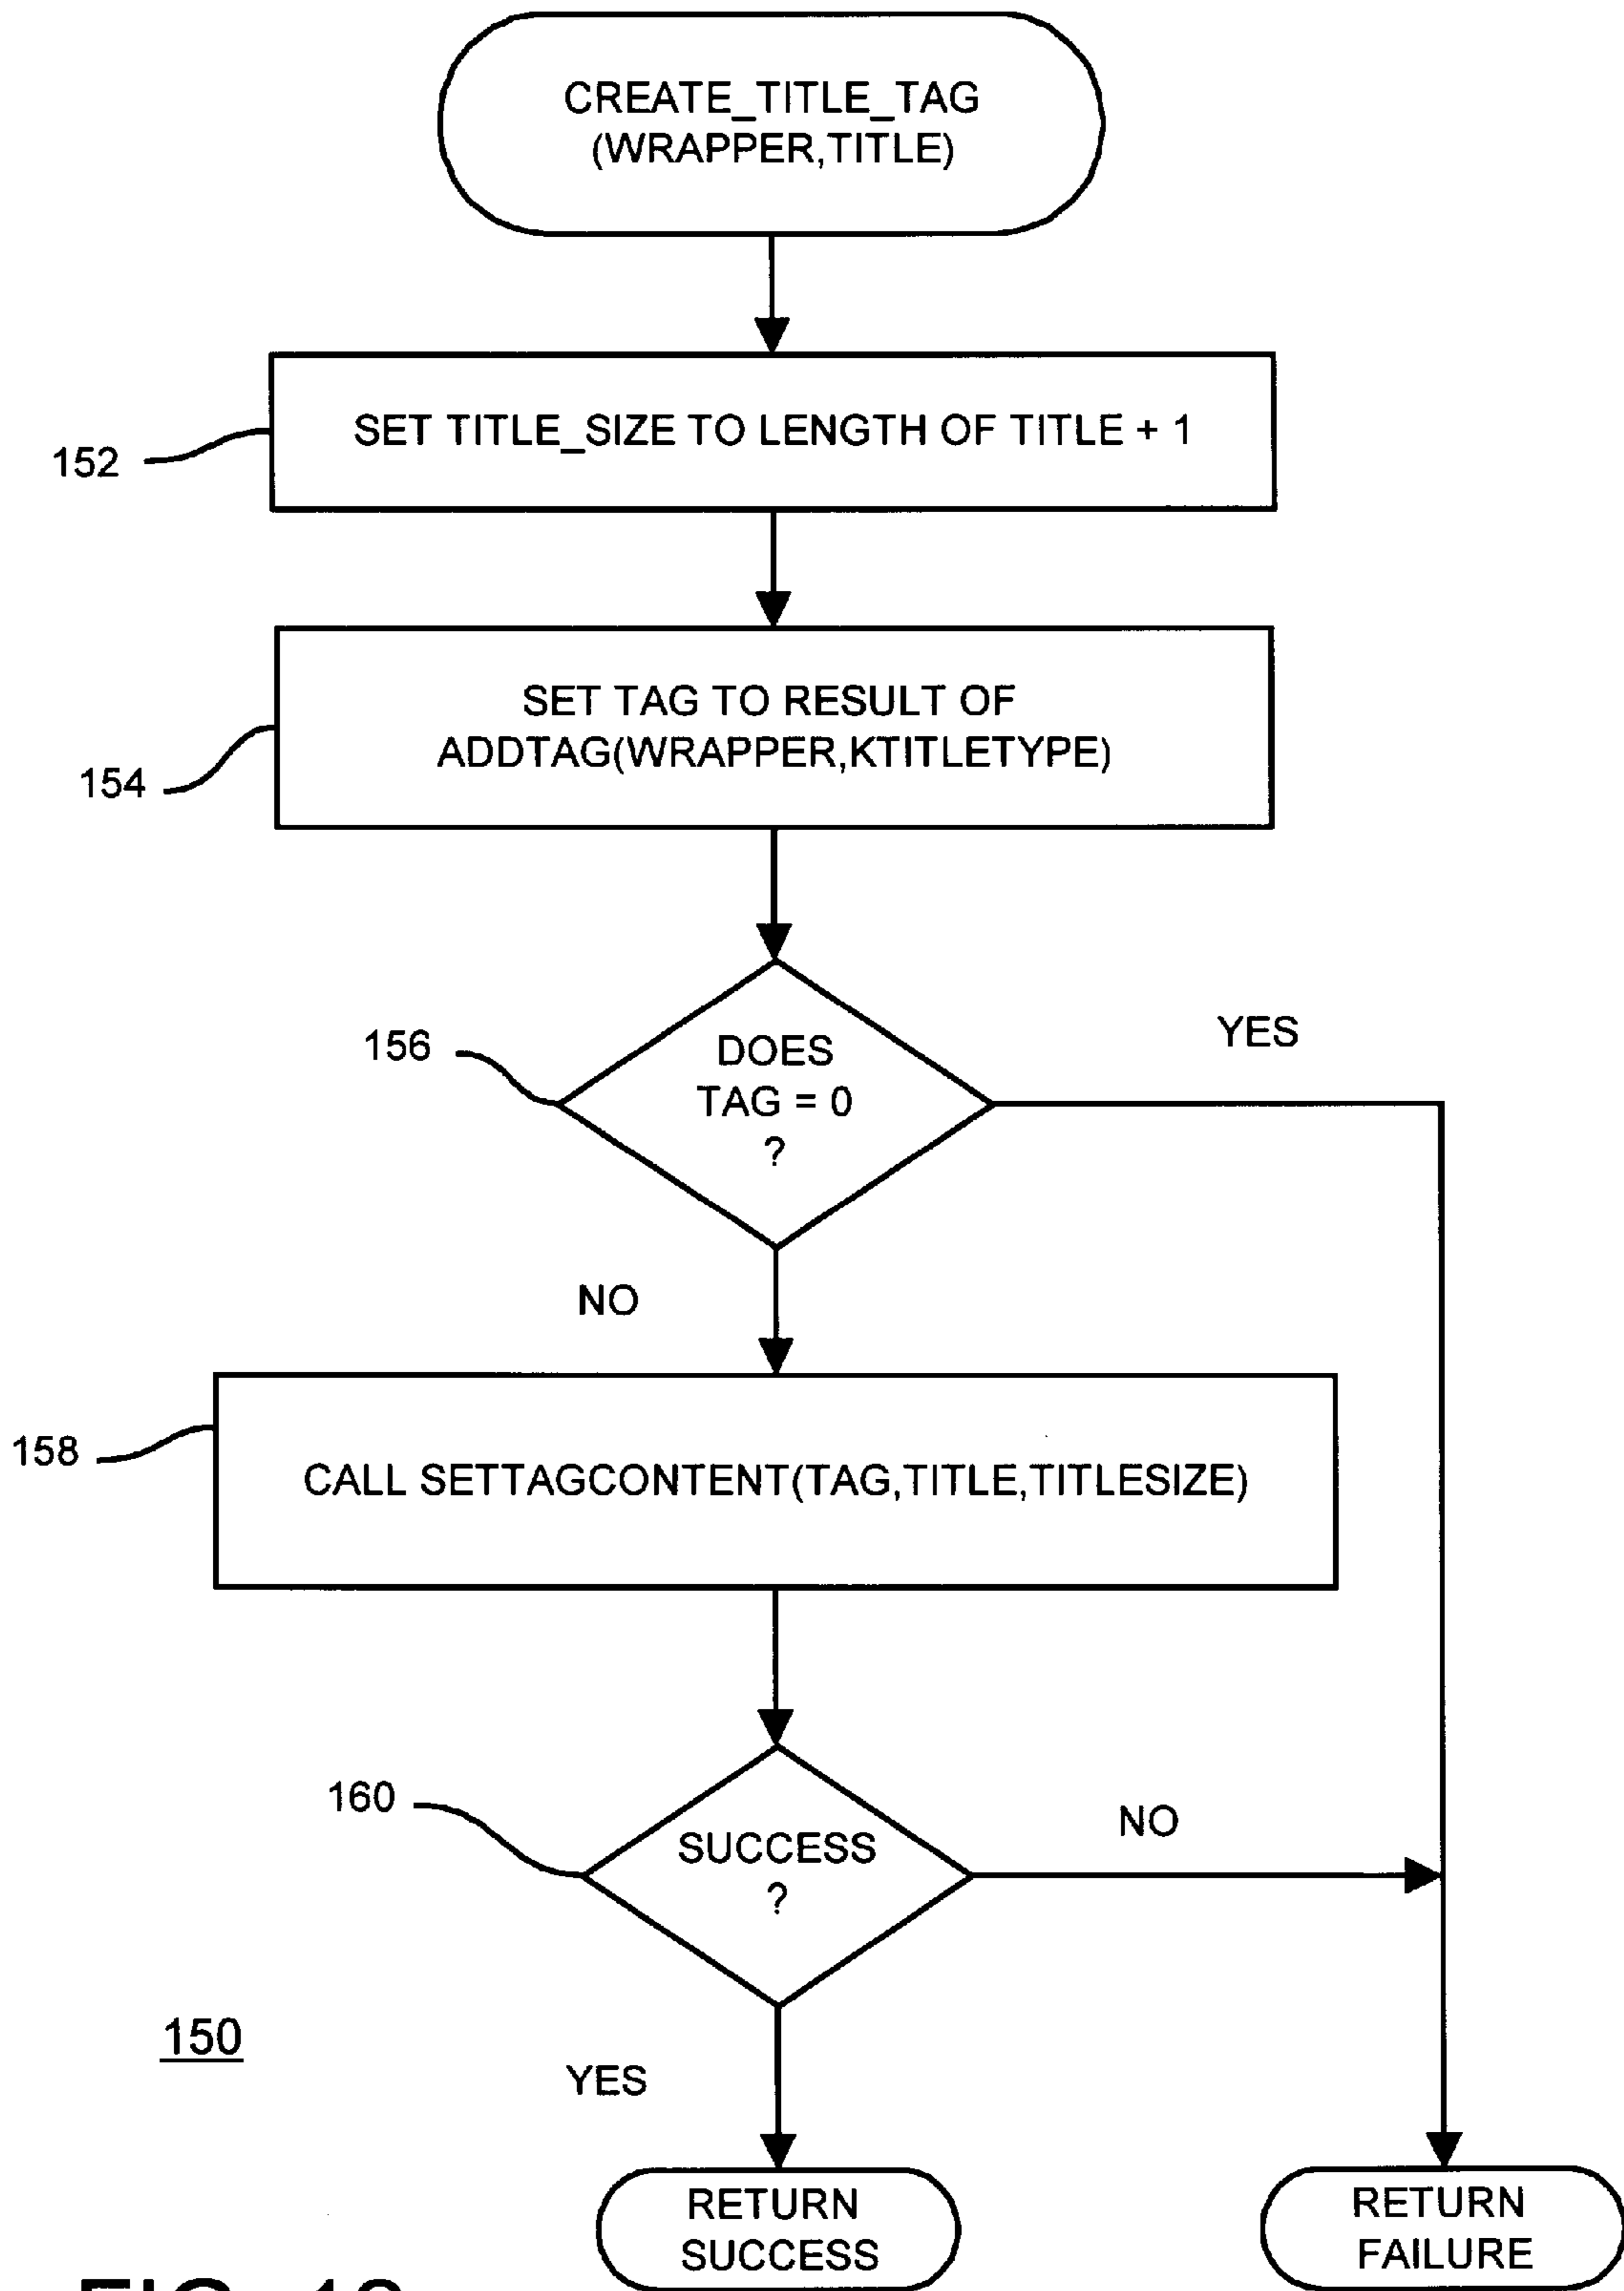 CREATE_TITLE_TAG
(WRAPPER,TITLE)
152
SET TITLE_SIZE TO LENGTH OF TITLE + 1
154
SET TAG TO RESULT OF
ADDTAG(WRAPPER,KTITLETYPE)
156
DOES
TAG = 0
?
YES
NO
158
CALL SETTAGCONTENT(TAG,TITLE,TITLESIZE)
160
SUCCESS
?
NO
150
YES
RETURN
SUCCESS
RETURN
FAILURE